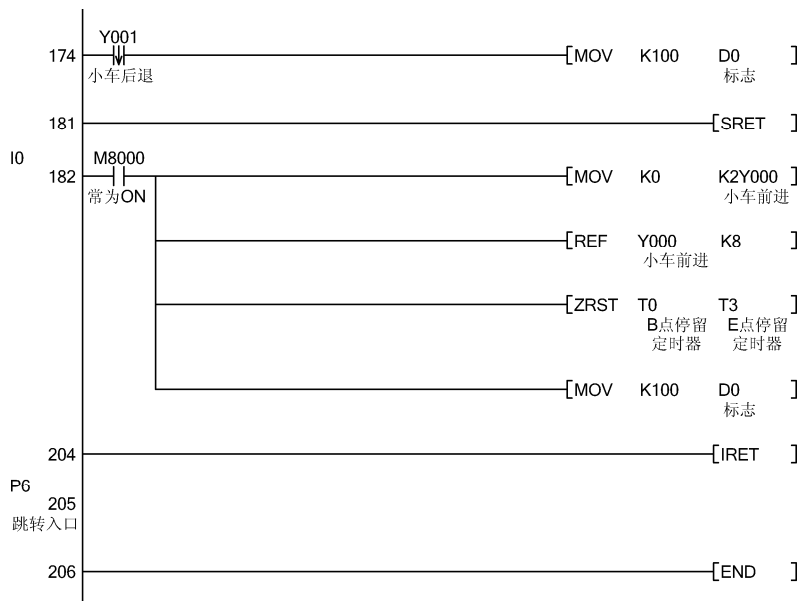 Y001
174 [MOV K100 D0 ]
小车后退 标志
181 [SRET ]
I0 M8000
182 [MOV K0 K2Y000 ]
常为ON 小车前进
[REF Y000 K8 ]
小车前进
[ZRST T0 T3 ]
B点停留 E点停留
定时器 定时器
[MOV K100 D0 ]
标志
204 [IRET ]
P6
205
跳转入口
206 [END ]